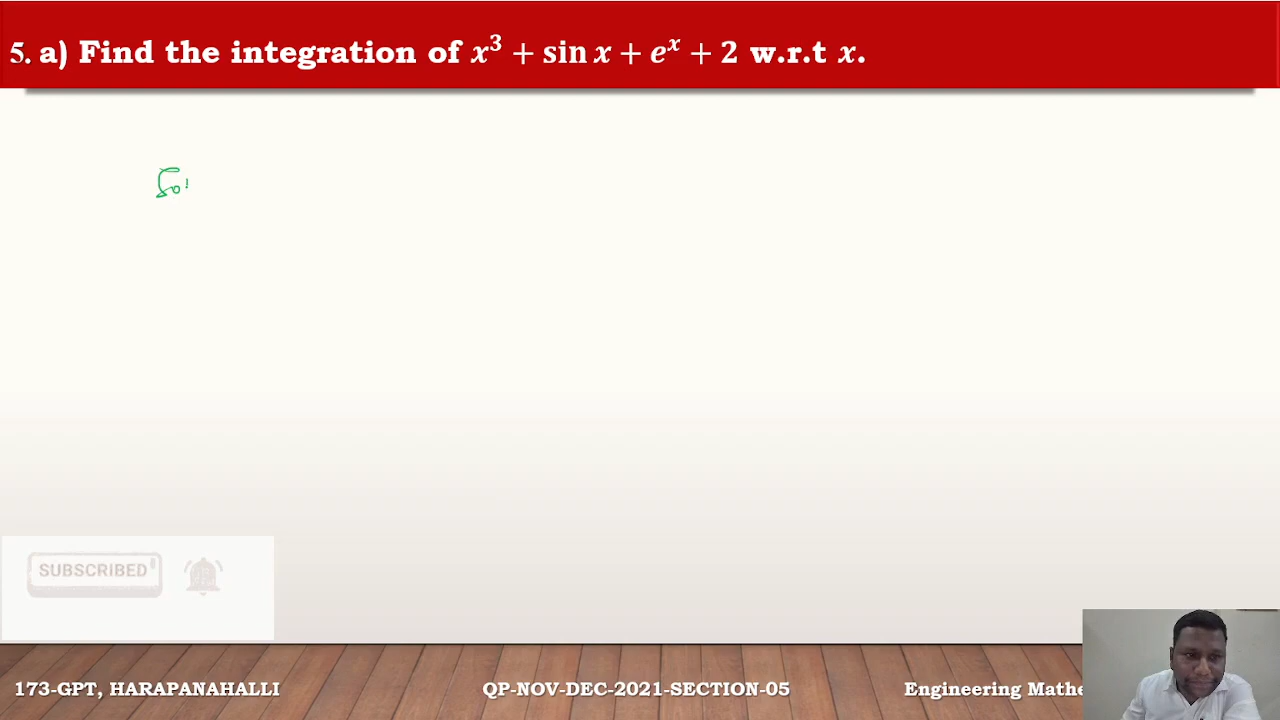 5. a) Find the integration of x³ + sin x + eˣ + 2 w.r.t x.
So
SUBSCRIBED
173-GPT, HARAPANAHALLI
QP-NOV-DEC-2021-SECTION-05
Engineering Mathe